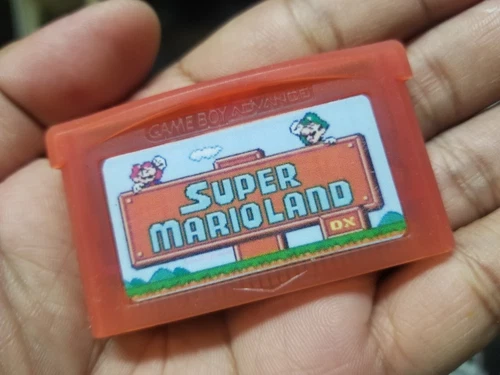 GAME BOY ADVANCE
SUPER
MARIOLAND
DX